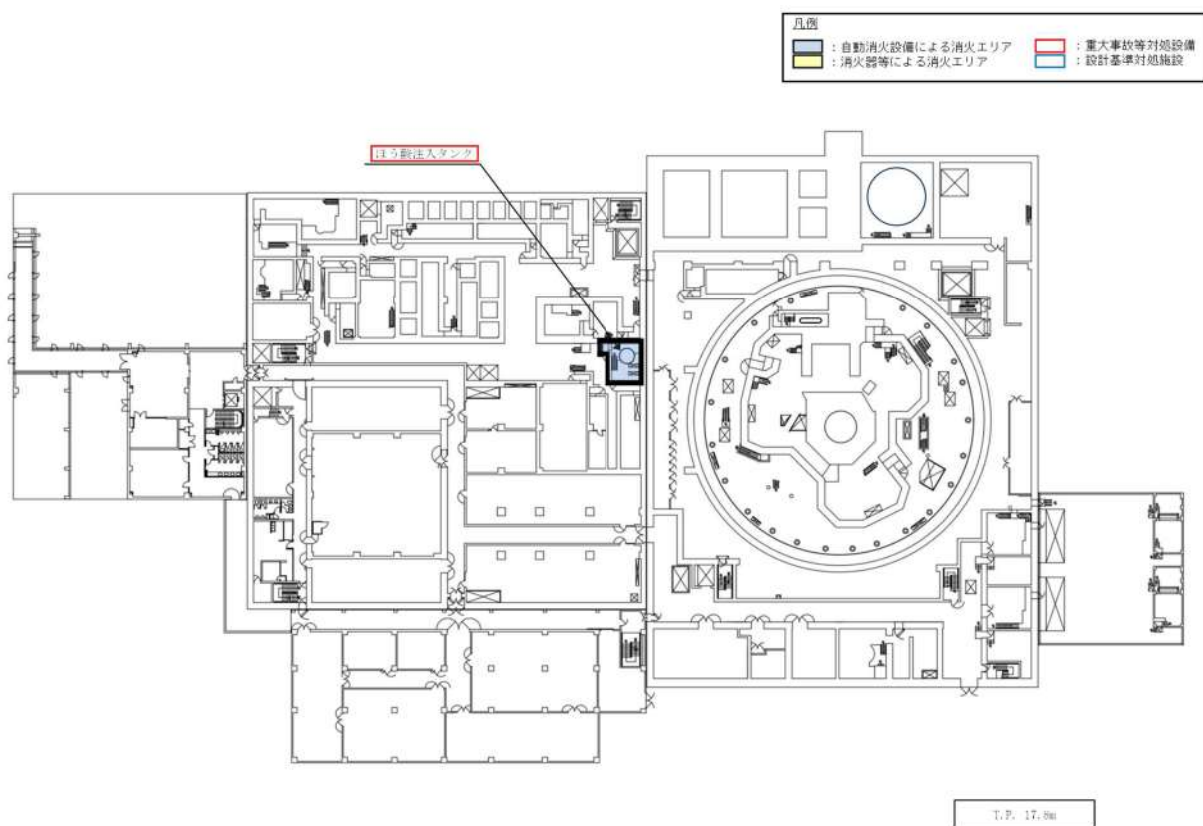 凡例
：自動消火設備による消火エリア
：重大事故等対処設備
：消火器等による消火エリア
：設計基準対処施設
ほう酸注入タンク
T.P. 17.8m